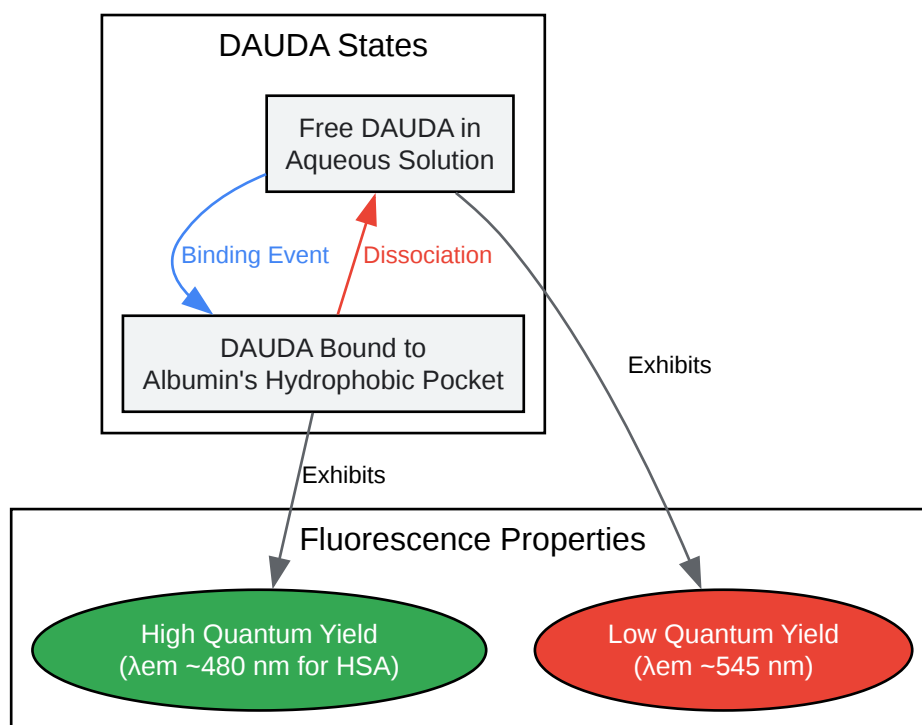 DAUDA States
Free DAUDA in
Aqueous Solution
Binding Event
Dissociation
DAUDA Bound to
Albumin's Hydrophobic Pocket
Exhibits
Exhibits
Fluorescence Properties
High Quantum Yield
(λem ~480 nm for HSA)
Low Quantum Yield
(λem ~545 nm)